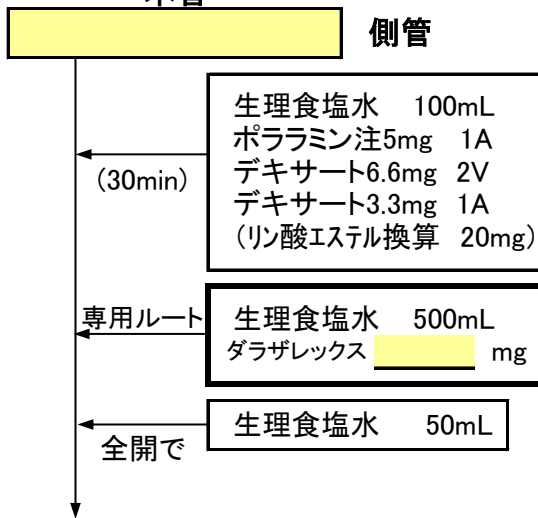 側管
生理食塩水 100mL
ポララミン注5mg 1A
デキサート6.6mg 2V
デキサート3.3mg 1A
(リン酸エステル換算 20mg)
(30min)
専用ルート
生理食塩水 500mL
ダラザレックス mg
生理食塩水 50mL
全開で